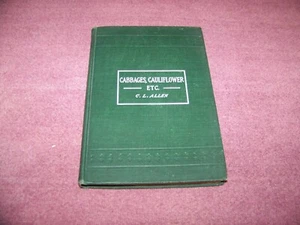 CABBAGES, CAULIFLOWER
ETC.
C. L. ALLEN